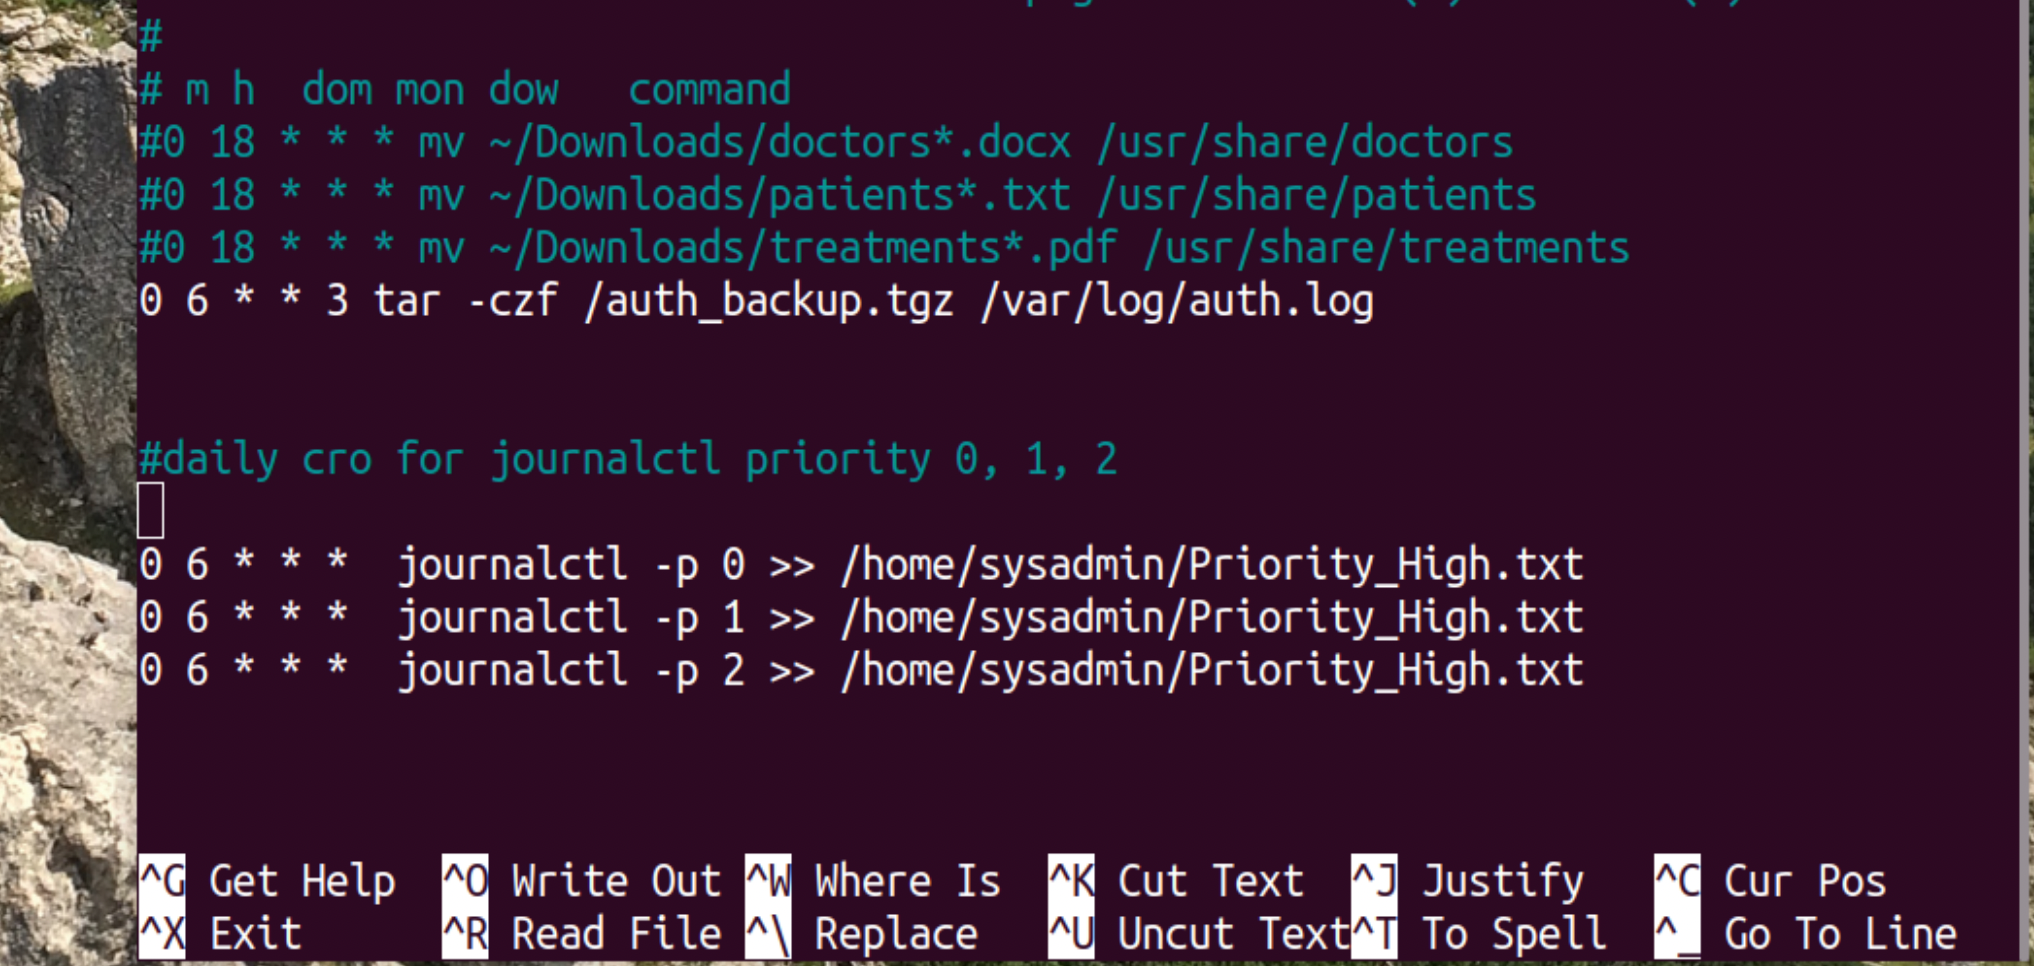 #
# m h  dom mon dow   command
#0 18 * * * mv ~/Downloads/doctors*.docx /usr/share/doctors
#0 18 * * * mv ~/Downloads/patients*.txt /usr/share/patients
#0 18 * * * mv ~/Downloads/treatments*.pdf /usr/share/treatments
0 6 * * 3 tar -czf /auth_backup.tgz /var/log/auth.log
#daily cro for journalctl priority 0, 1, 2
0 6 * * *  journalctl -p 0 >> /home/sysadmin/Priority_High.txt
0 6 * * *  journalctl -p 1 >> /home/sysadmin/Priority_High.txt
0 6 * * *  journalctl -p 2 >> /home/sysadmin/Priority_High.txt
^G Get Help  ^O Write Out ^W Where Is  ^K Cut Text  ^J Justify   ^C Cur Pos
^X Exit      ^R Read File ^\ Replace   ^U Uncut Text^T To Spell  ^_ Go To Line